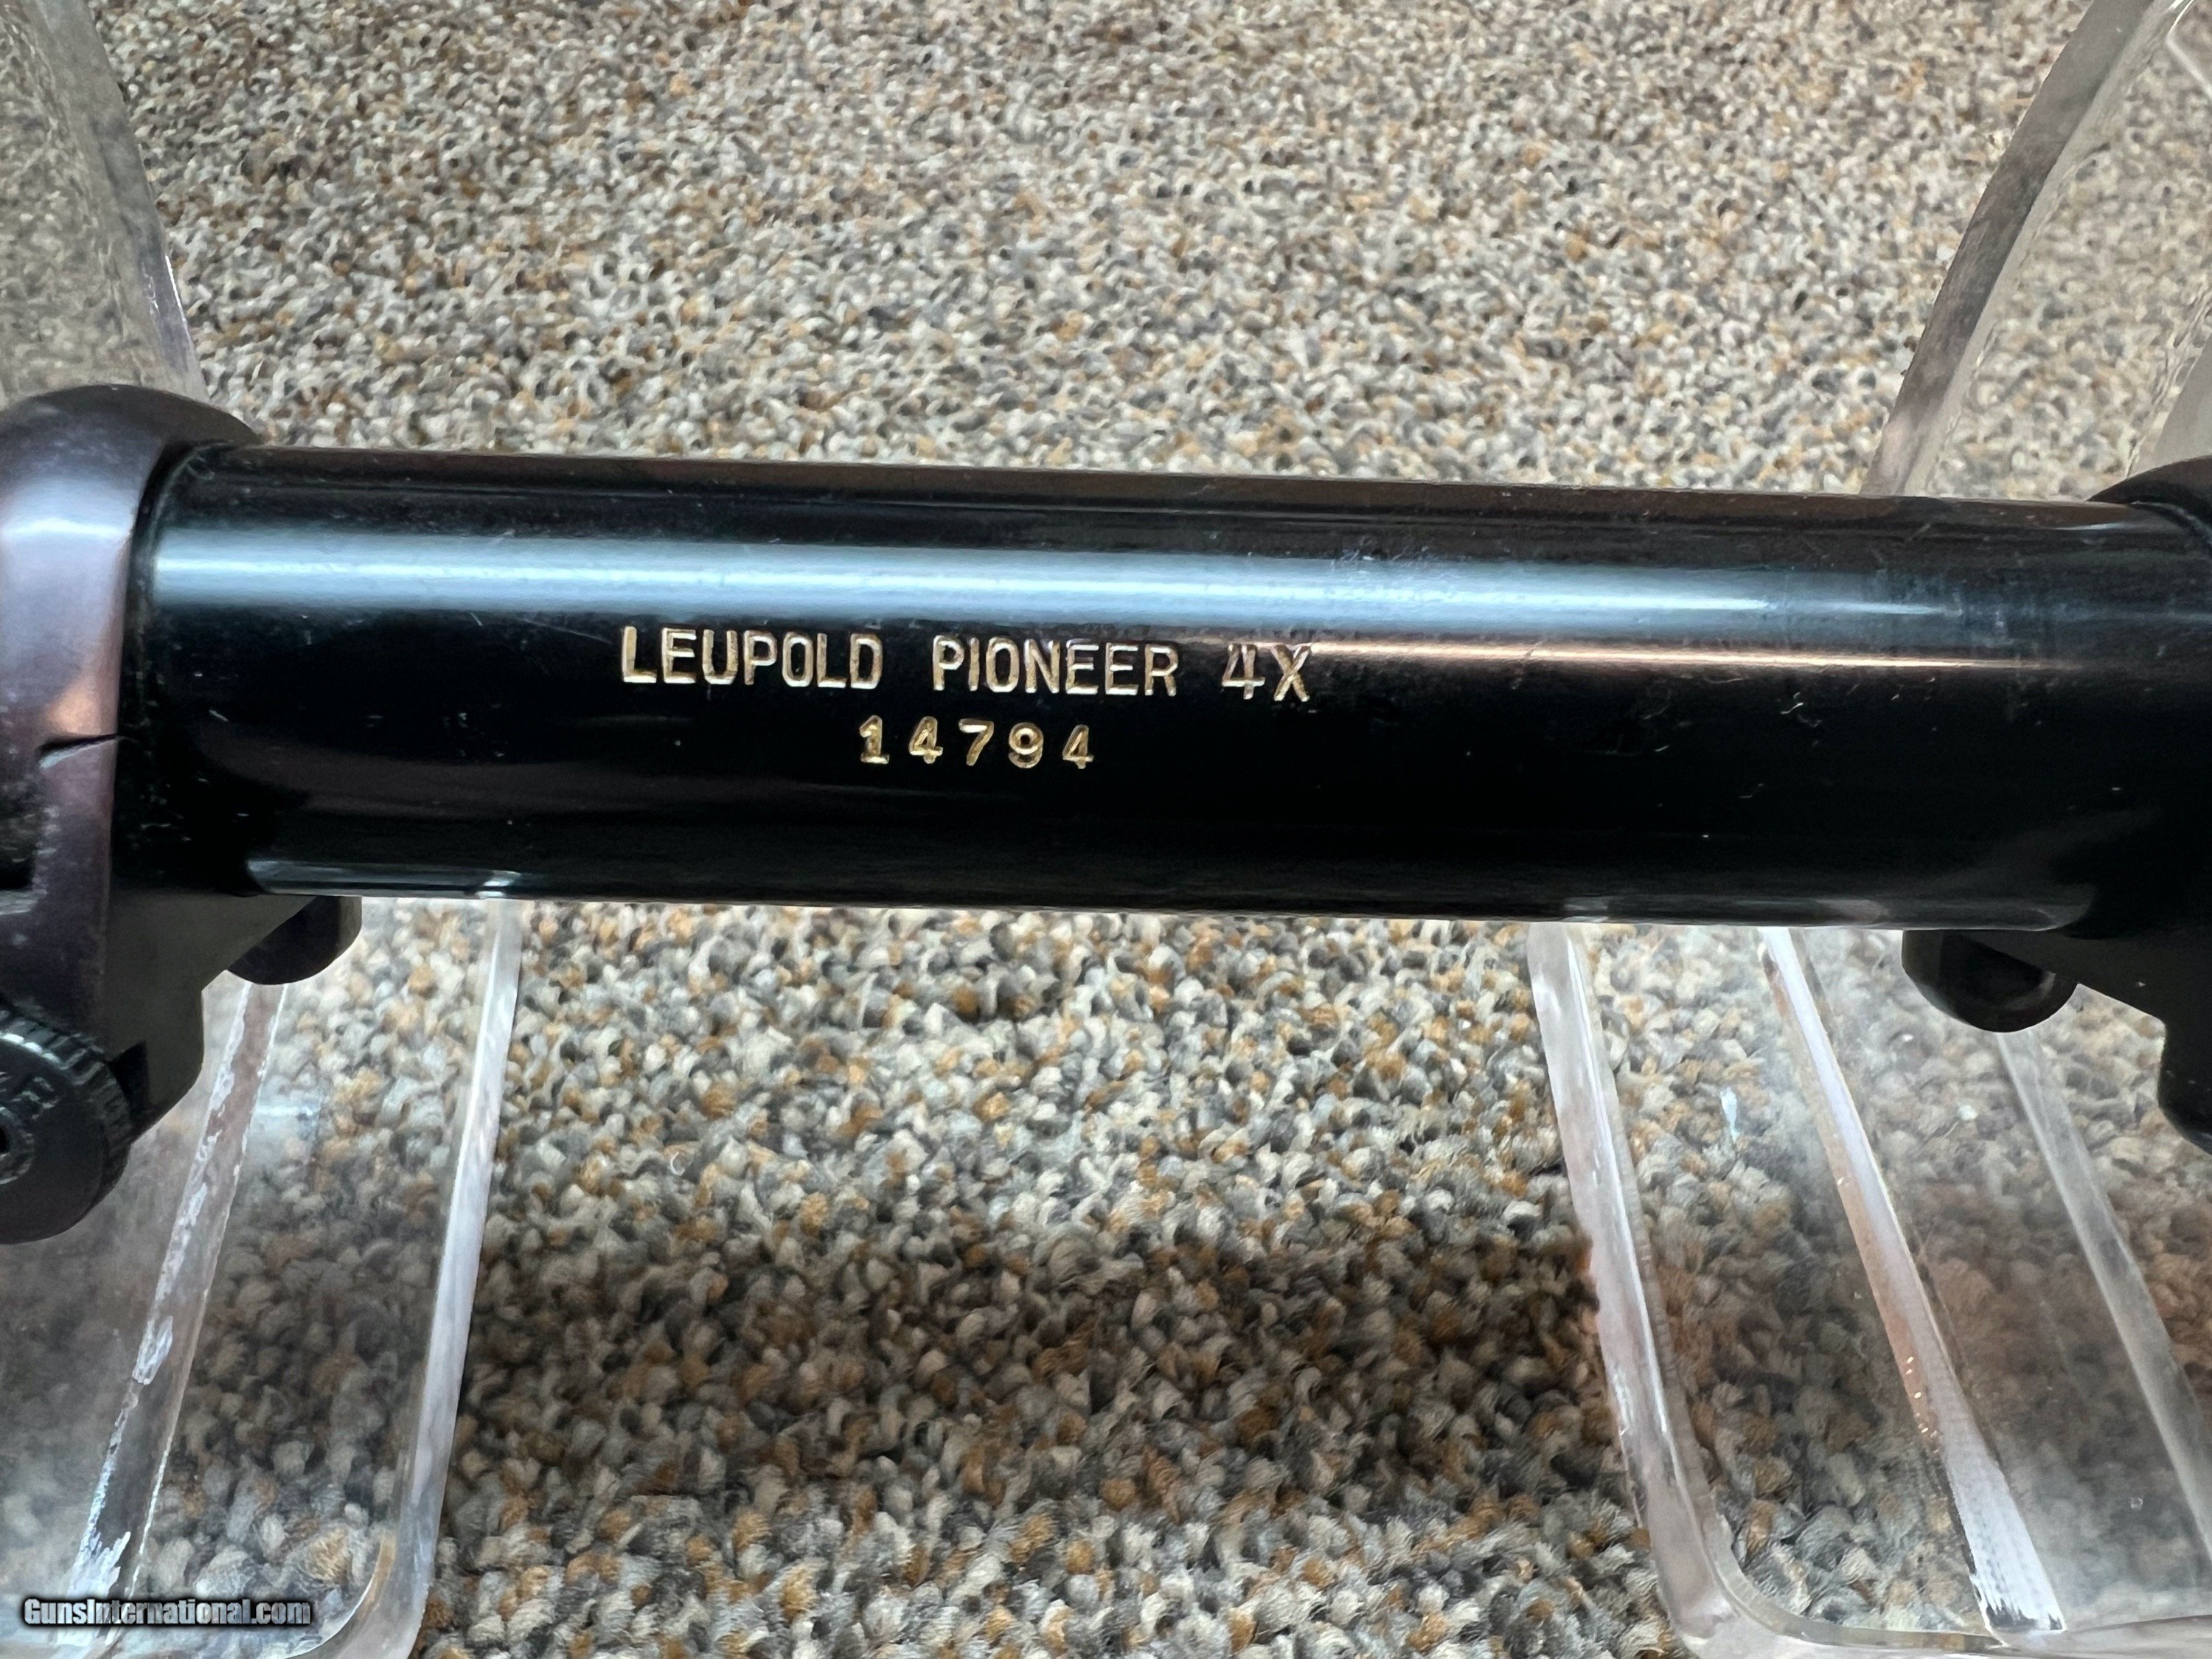 LEUPOLD PIONEER 4X
14794
GunsInternational.com